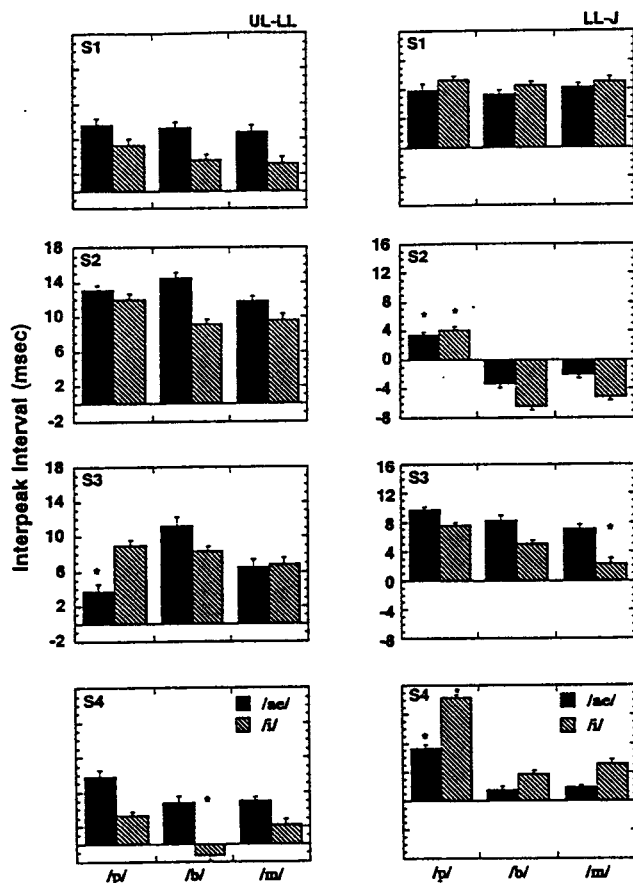 UL-LL
LL-J
S1
S1
S2
18
14
10
6
2
-2
S2
16
12
8
4
0
-4
-8
* *
Interpeak Interval (msec)
S3
18
14
10
6
2
-2
*
S3
16
12
8
4
0
-4
-8
*
S4
/ae/
/i/
*
S4
/ae/
/i/
* *
/p/ /b/ /m/
/p/ /b/ /m/